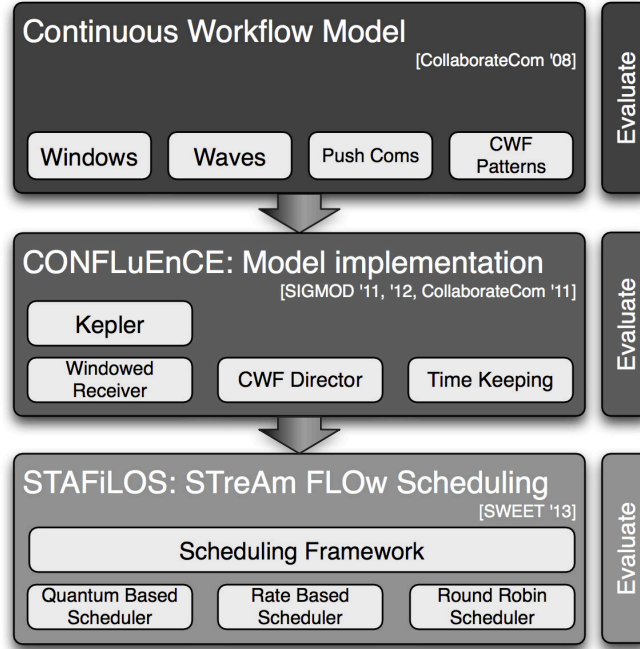 Continuous Workflow Model
[CollaborateCom '08]
Evaluate
Windows
Waves
Push Coms
CWF
Patterns
CONFLuEnCE: Model implementation
[SIGMOD '11, '12, CollaborateCom '11]
Evaluate
Kepler
Windowed
Receiver
CWF Director
Time Keeping
STAFiLOS: STreAm FLOw Scheduling
[SWEET '13]
Evaluate
Scheduling Framework
Quantum Based
Scheduler
Rate Based
Scheduler
Round Robin
Scheduler